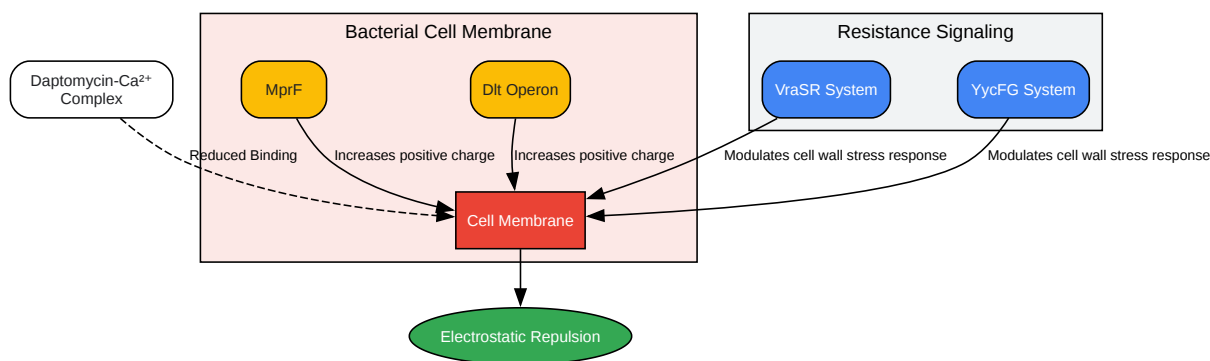 Bacterial Cell Membrane
Resistance Signaling
Daptomycin-Ca²⁺
Complex
MprF
Dlt Operon
VraSR System
YycFG System
Reduced Binding
Increases positive charge
Increases positive charge
Modulates cell wall stress response
Modulates cell wall stress response
Cell Membrane
Electrostatic Repulsion